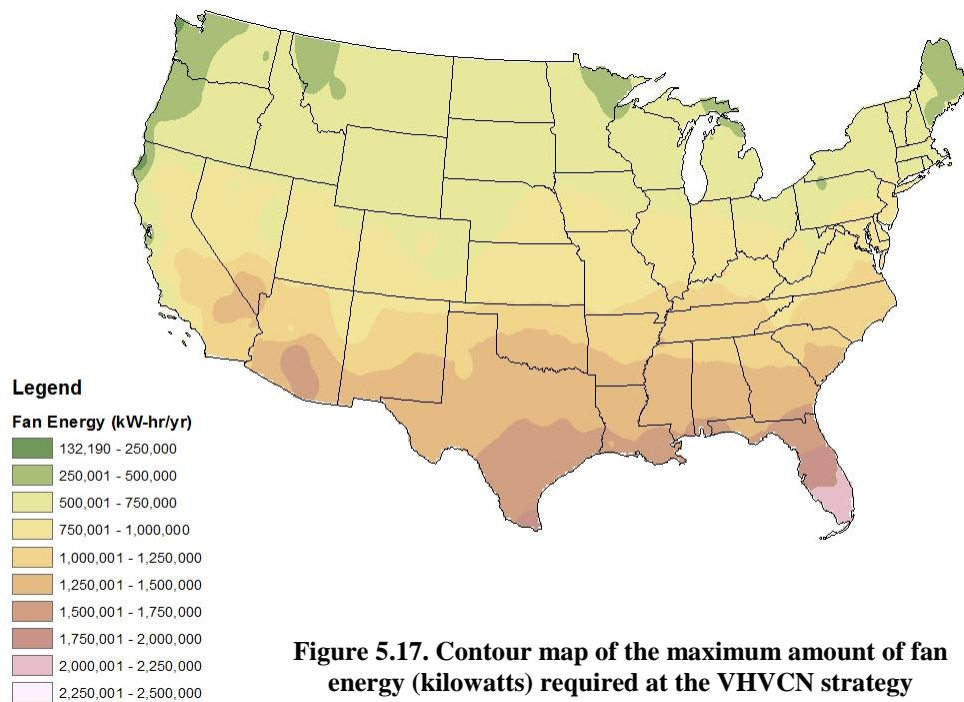 Legend
Fan Energy (kW-hr/yr)
132,190 - 250,000
250,001 - 500,000
500,001 - 750,000
750,001 - 1,000,000
1,000,001 - 1,250,000
1,250,001 - 1,500,000
1,500,001 - 1,750,000
1,750,001 - 2,000,000
2,000,001 - 2,250,000
2,250,001 - 2,500,000
Figure 5.17. Contour map of the maximum amount of fan
energy (kilowatts) required at the VHVCN strategy